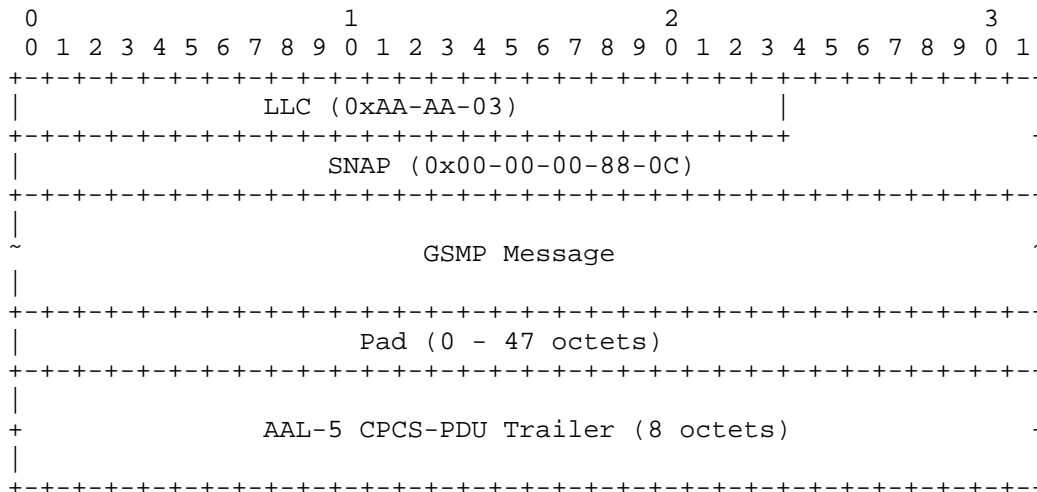 0                   1                   2                   3
 0 1 2 3 4 5 6 7 8 9 0 1 2 3 4 5 6 7 8 9 0 1 2 3 4 5 6 7 8 9 0 1
+-+-+-+-+-+-+-+-+-+-+-+-+-+-+-+-+-+-+-+-+-+-+-+-+-+-+-+-+-+-+-+-
|               LLC (0xAA-AA-03)                |
+-+-+-+-+-+-+-+-+-+-+-+-+-+-+-+-+-+-+-+-+-+-+-+-+               -
|                   SNAP (0x00-00-00-88-0C)
+-+-+-+-+-+-+-+-+-+-+-+-+-+-+-+-+-+-+-+-+-+-+-+-+-+-+-+-+-+-+-+-
|
~                         GSMP Message                          ~
|
+-+-+-+-+-+-+-+-+-+-+-+-+-+-+-+-+-+-+-+-+-+-+-+-+-+-+-+-+-+-+-+-
|                     Pad (0 - 47 octets)
+-+-+-+-+-+-+-+-+-+-+-+-+-+-+-+-+-+-+-+-+-+-+-+-+-+-+-+-+-+-+-+-
|
+               AAL-5 CPCS-PDU Trailer (8 octets)               -
|
+-+-+-+-+-+-+-+-+-+-+-+-+-+-+-+-+-+-+-+-+-+-+-+-+-+-+-+-+-+-+-+-